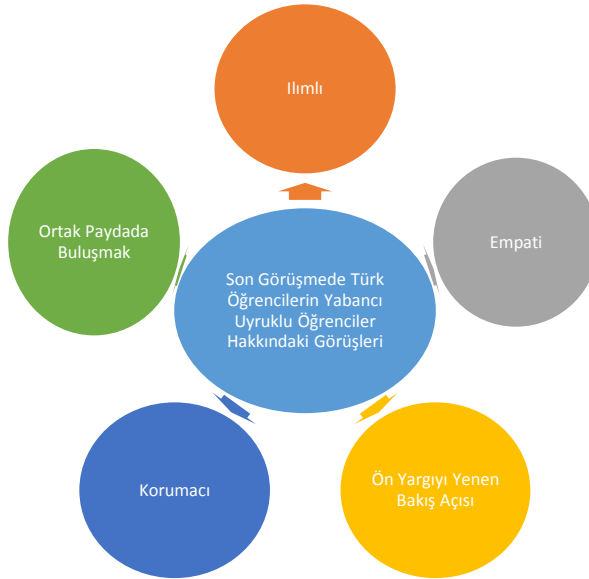 Ilımlı
Ortak Paydada
Buluşmak
Empati
Son Görüşmede Türk
Öğrencilerin Yabancı
Uyruklu Öğrenciler
Hakkındaki Görüşleri
Korumacı
Ön Yargıyı Yenen
Bakış Açısı